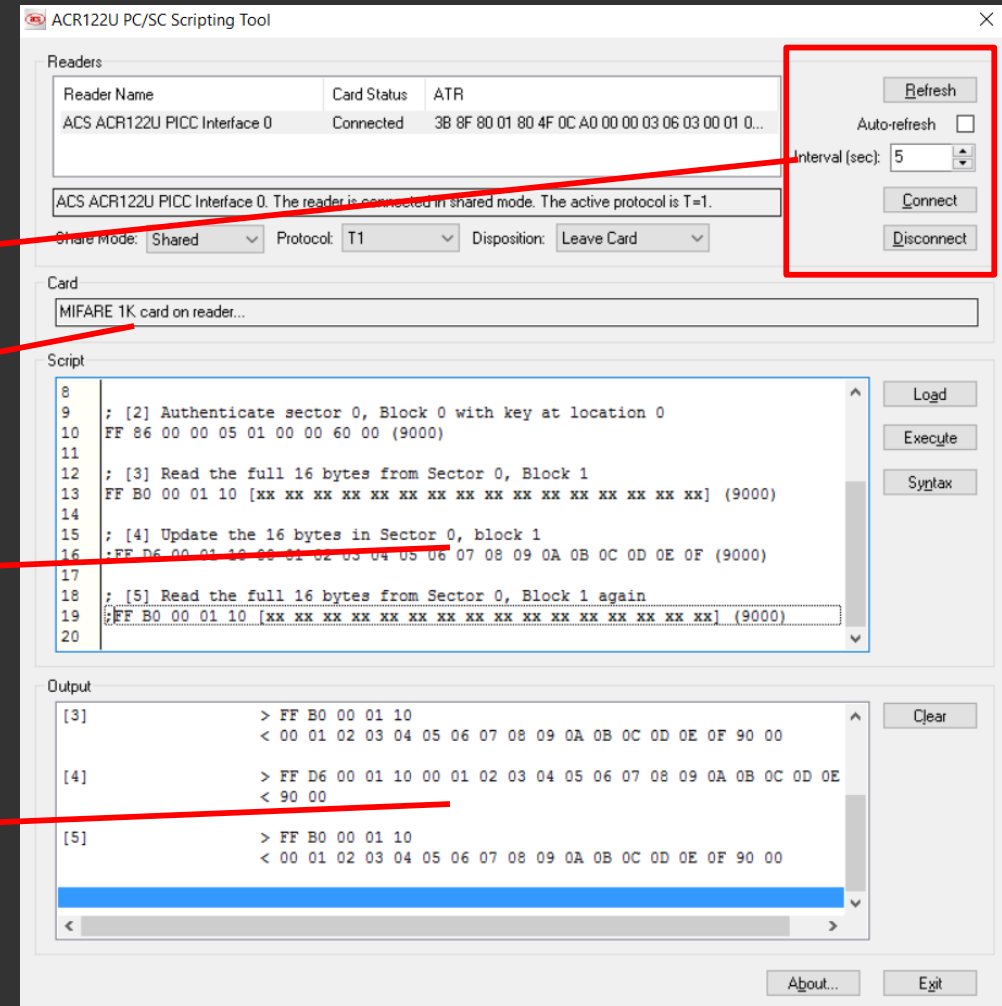 ACR122U PC/SC Scripting Tool
Readers
Reader Name Card Status ATR
ACS ACR122U PICC Interface 0 Connected 3B 8F 80 01 80 4F 0C A0 00 00 03 06 03 00 01 0...
Refresh
Auto-refresh
Interval (sec): 5
ACS ACR122U PICC Interface 0. The reader is connected in shared mode. The active protocol is T=1.
Connect
Share Mode: Shared Protocol: T1 Disposition: Leave Card
Disconnect
Card
MIFARE 1K card on reader...
Script
8
9 ; [2] Authenticate sector 0, Block 0 with key at location 0
10 FF 86 00 00 05 01 00 00 60 00 (9000)
11
12 ; [3] Read the full 16 bytes from Sector 0, Block 1
13 FF B0 00 01 10 [xx xx xx xx xx xx xx xx xx xx xx xx xx xx xx xx] (9000)
14
15 ; [4] Update the 16 bytes in Sector 0, block 1
16 ;FF D6 00 01 10 00 01 02 03 04 05 06 07 08 09 0A 0B 0C 0D 0E 0F (9000)
17
18 ; [5] Read the full 16 bytes from Sector 0, Block 1 again
19 ;FF B0 00 01 10 [xx xx xx xx xx xx xx xx xx xx xx xx xx xx xx xx] (9000)
20
Load
Execute
Syntax
Output
[3] > FF B0 00 01 10
< 00 01 02 03 04 05 06 07 08 09 0A 0B 0C 0D 0E 0F 90 00
[4] > FF D6 00 01 10 00 01 02 03 04 05 06 07 08 09 0A 0B 0C 0D 0E
< 90 00
[5] > FF B0 00 01 10
< 00 01 02 03 04 05 06 07 08 09 0A 0B 0C 0D 0E 0F 90 00
Clear
About... Exit